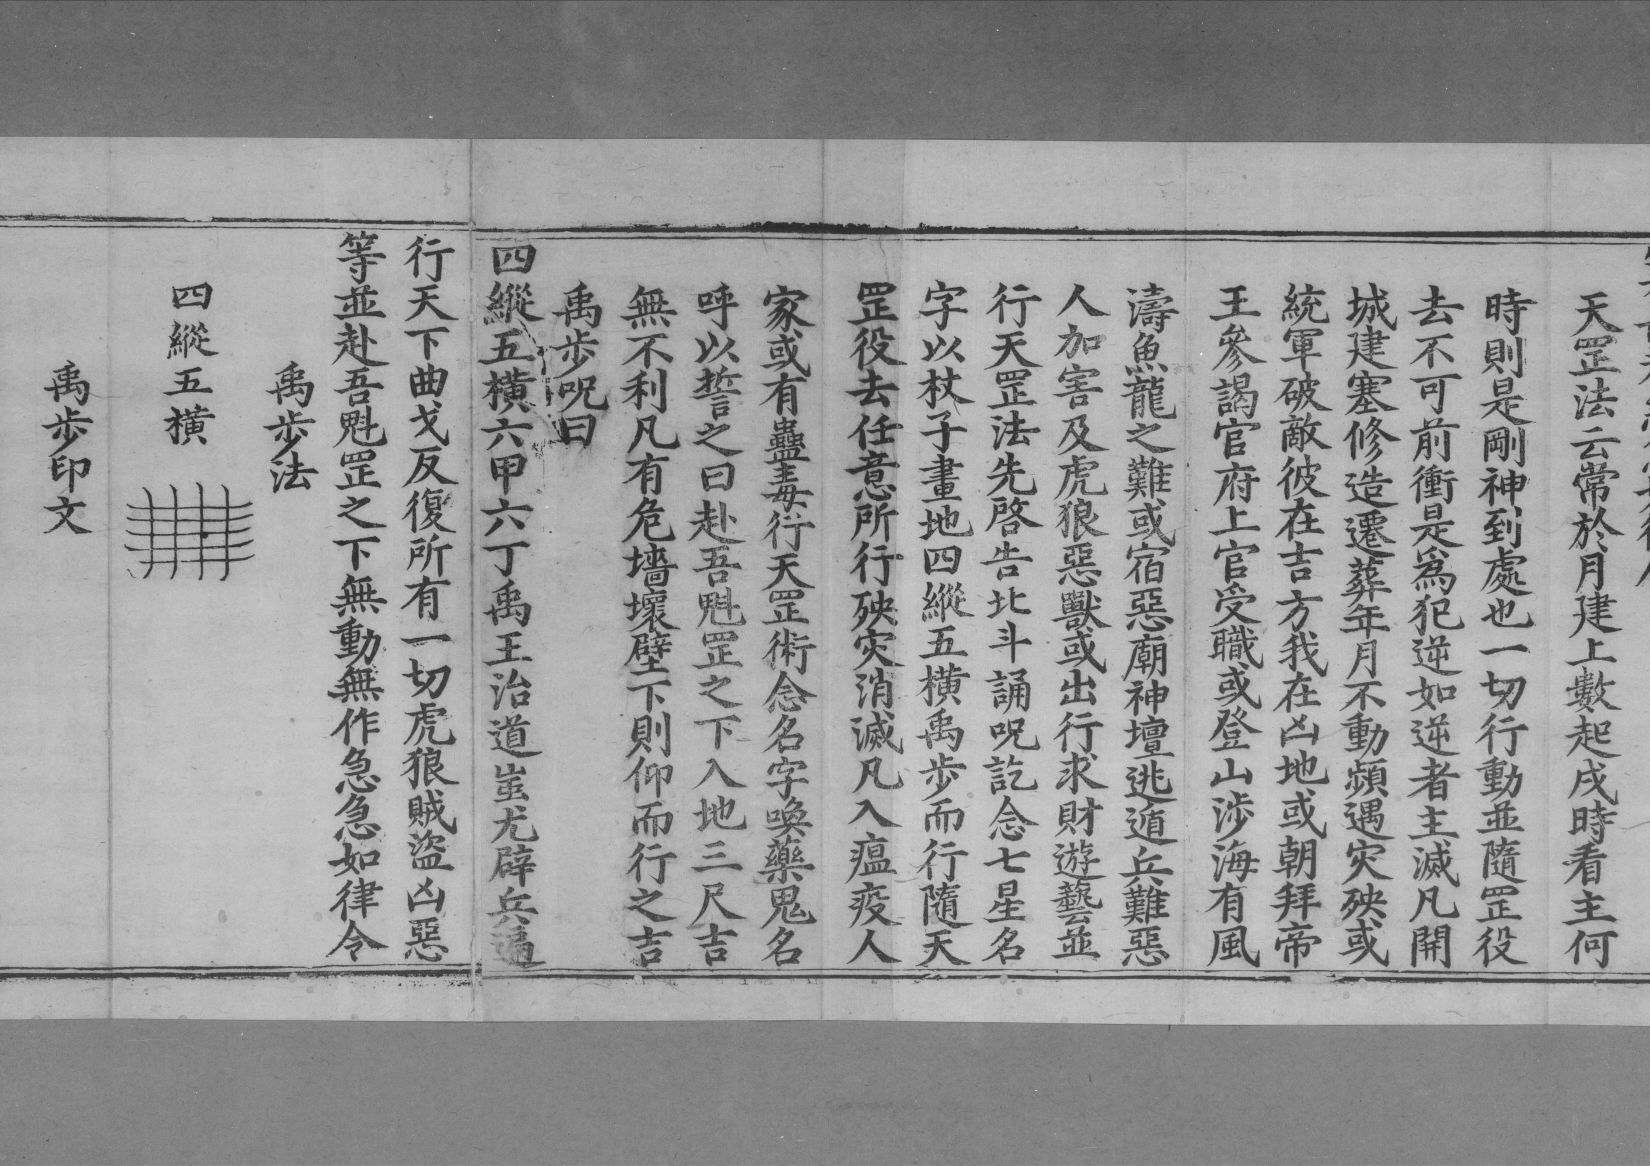 天罡法云常於月建上數起戌時看主何
時則是剛神到處也一切行動並隨罡役
去不可前衝是爲犯逆如逆者主滅凡開
城建塞修造遷葬年月不動頻遇灾殃或
統軍破敵彼在吉方我在凶地或朝拜帝
王參謁官府上官受職或登山涉海有風
濤魚龍之難或宿惡廟神壇逃遁兵難惡
人加害及虎狼惡獸或出行求財遊藝並
行天罡法先啓告北斗誦呪訖念七星名
字以杖子畫地四縱五橫禹步而行隨天
罡役去任意所行殃灾消滅凡入瘟疫人
家或有蠱毒行天罡術念名字喚藥鬼名
呼以誓之曰赴吾魁罡之下入地三尺吉
無不利凡有危墻壞壁下則仰而行之吉
禹步呪曰
四縱五橫六甲六丁禹王治道蚩尤辟兵遍
行天下曲戈反復所有一切虎狼賊盜凶惡
等並赴吾魁罡之下無動無作急急如律令
禹步法
四縱五橫
禹步印文